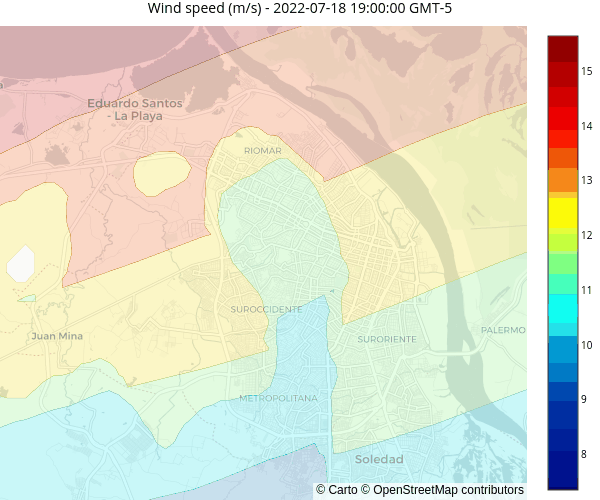 Wind speed (m/s) - 2022-07-18 19:00:00 GMT-5
Eduardo Santos
- La Playa
RIOMAR
SUROCCIDENTE
Juan Mina
SURORIENTE
PALERMO
METROPOLITANA
Soledad
15
14
13
12
11
10
9
8
© Carto © OpenStreetMap contributors